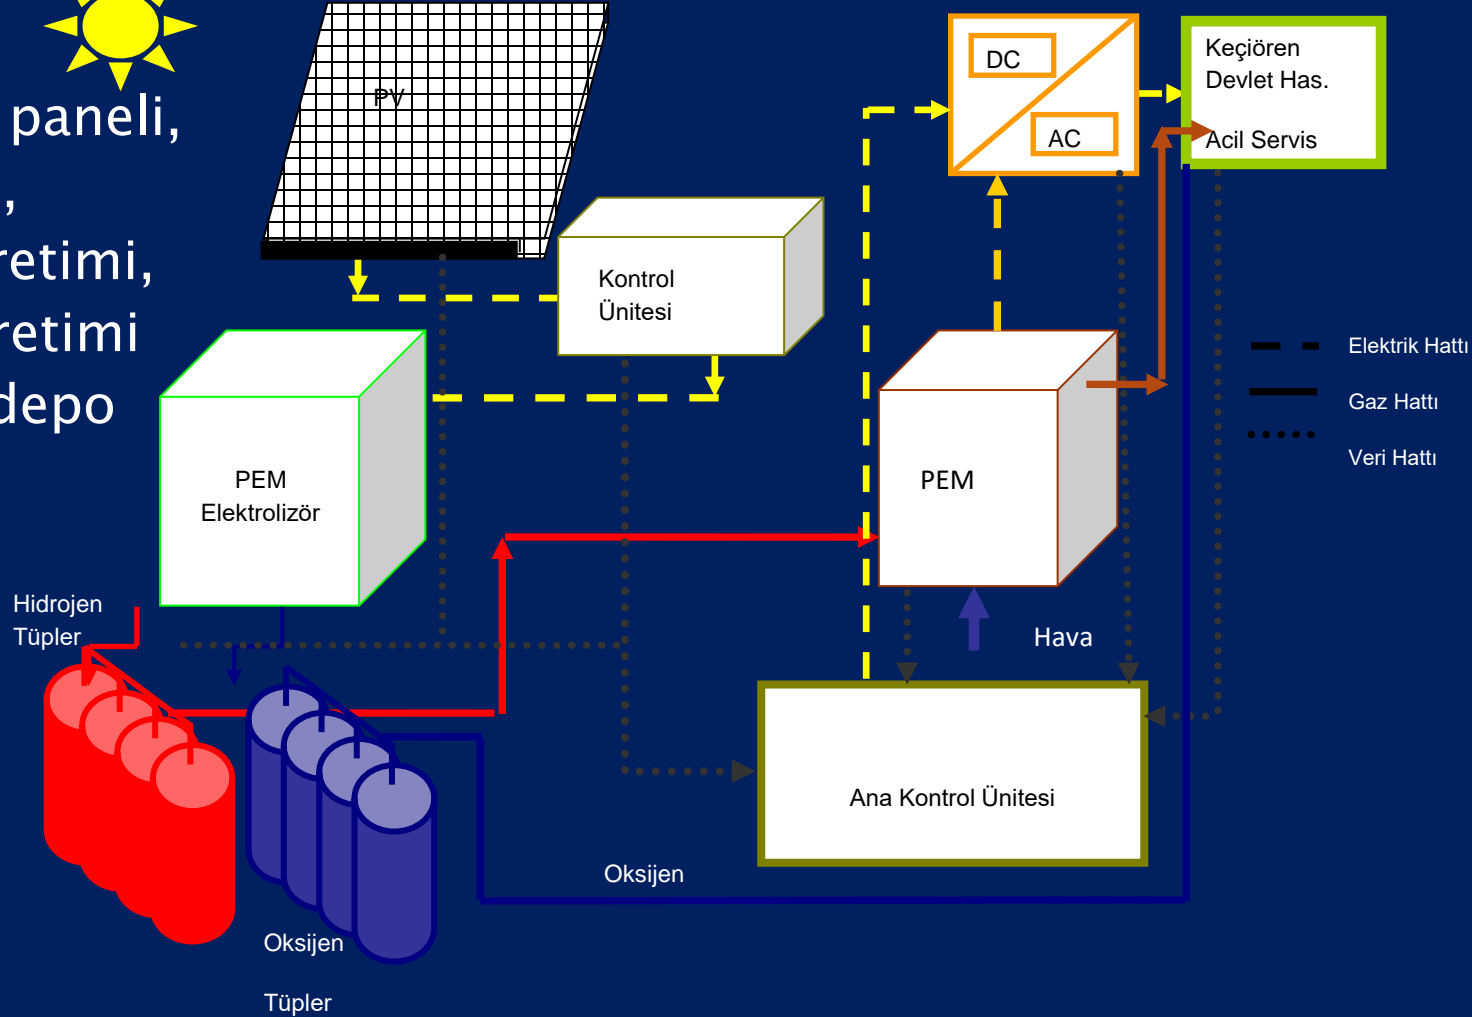 paneli,
,
retimi,
retimi
depo
PV
DC
AC
Keçiören
Devlet Has.
Acil Servis
Kontrol
Ünitesi
Elektrik Hattı
Gaz Hattı
Veri Hattı
PEM
Elektrolizör
PEM
Hidrojen
Tüpler
Hava
Ana Kontrol Ünitesi
Oksijen
Oksijen
Tüpler